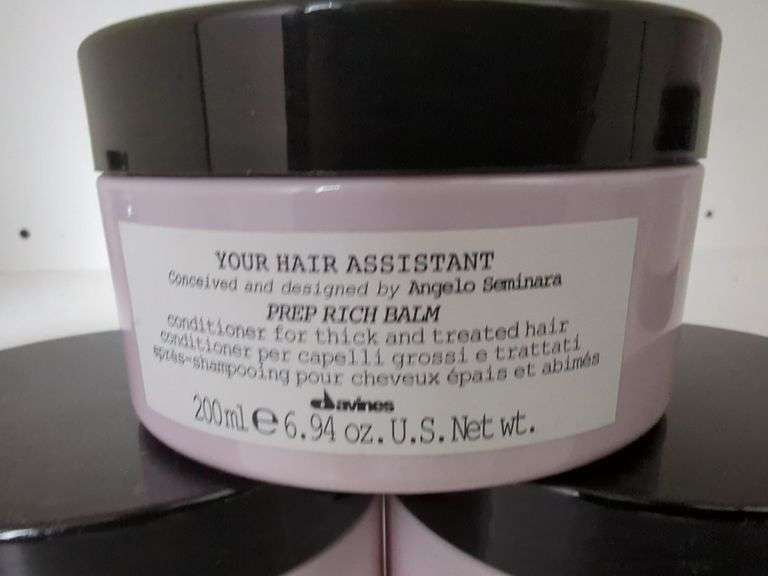 YOUR HAIR ASSISTANT
Conceived and designed by Angelo Seminara
PREP RICH BALM
conditioner for thick and treated hair
conditioner per capelli grossi e trattati
après-shampooing pour cheveux épais et abimés
davines
200ml e 6.94 oz. U.S. Net wt.